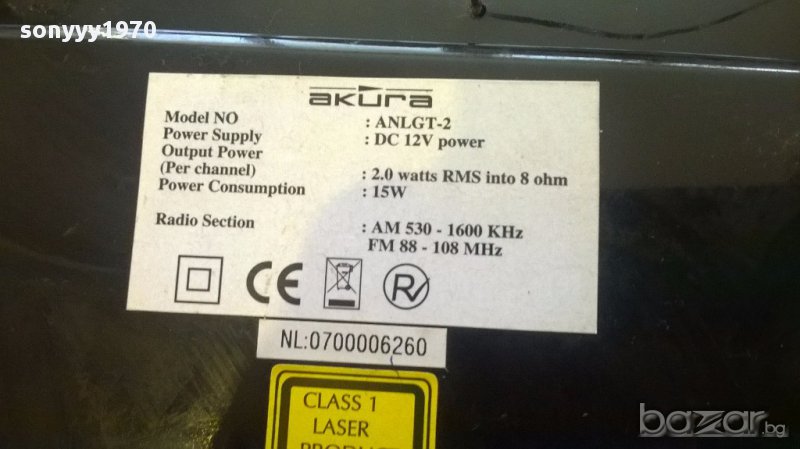 sonyyy1970
akura
Model NO : ANLGT-2
Power Supply : DC 12V power
Output Power
(Per channel) : 2.0 watts RMS into 8 ohm
Power Consumption : 15W
Radio Section : AM 530 - 1600 KHz
FM 88 - 108 MHz
CE
R
NL:0700006260
CLASS 1
LASER
PRODUCT
bazar.bg